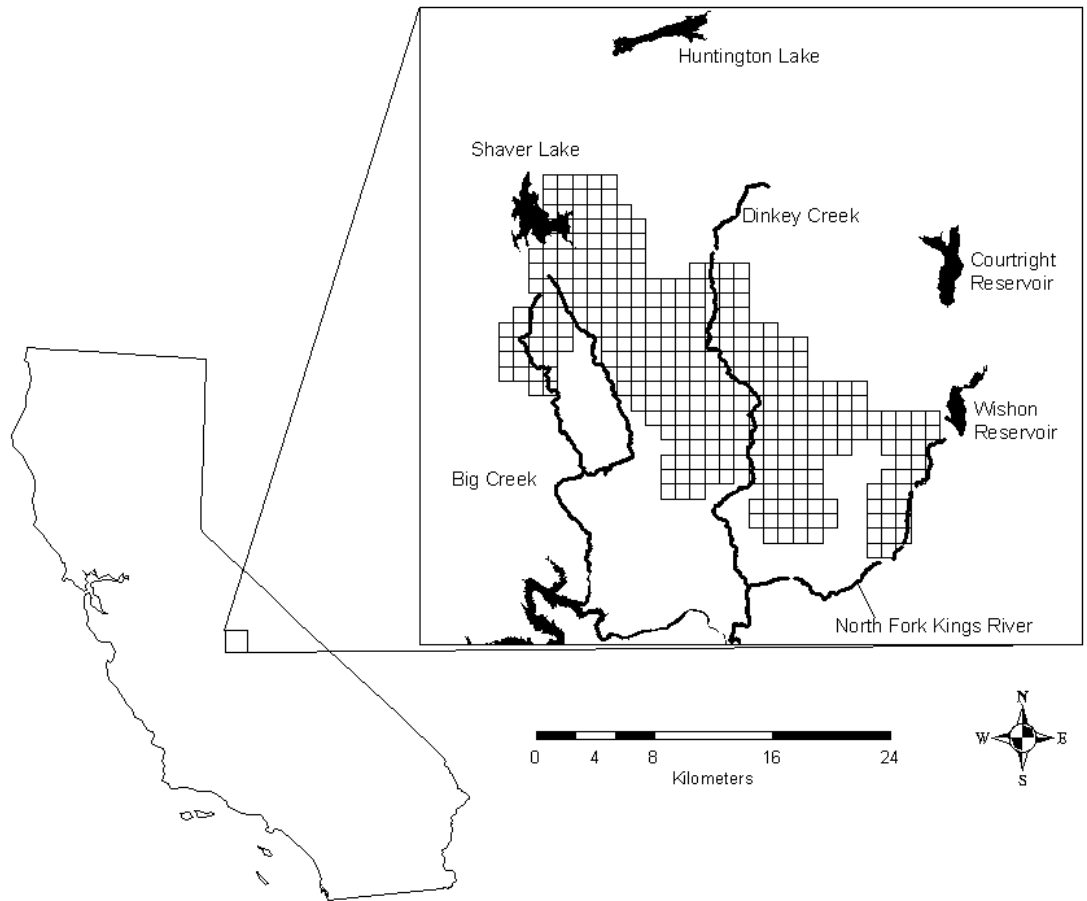 Huntington Lake
Shaver Lake
Dinkey Creek
Courtright
Reservoir
Wishon
Reservoir
Big Creek
North Fork Kings River
0 4 8 16 24
Kilometers
N
W E
S